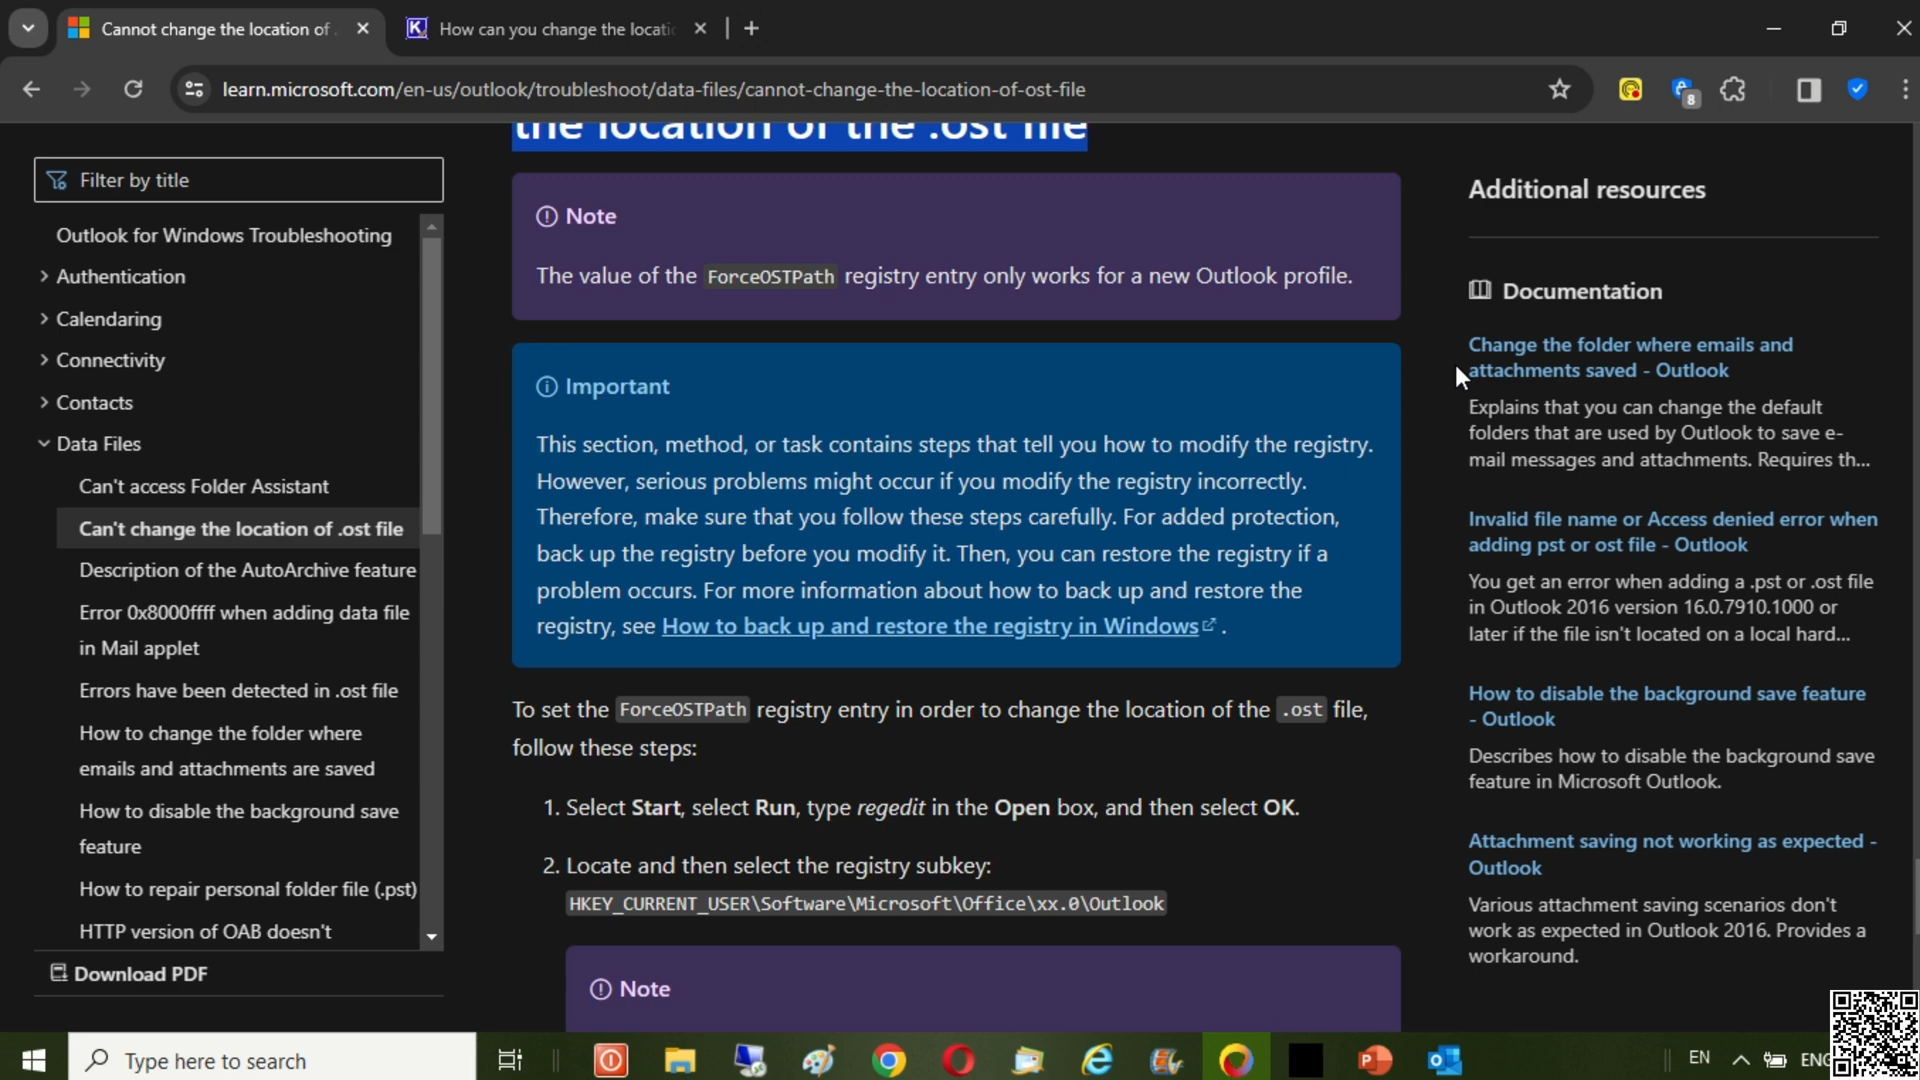 Cannot change the location of
How can you change the locati
learn.microsoft.com/en-us/outlook/troubleshoot/data-files/cannot-change-the-location-of-ost-file
8
the location of the .ost file
Filter by title
Outlook for Windows Troubleshooting
Authentication
Calendaring
Connectivity
Contacts
Data Files
Can't access Folder Assistant
Can't change the location of .ost file
Description of the AutoArchive feature
Error 0x8000ffff when adding data file
in Mail applet
Errors have been detected in .ost file
How to change the folder where
emails and attachments are saved
How to disable the background save
feature
How to repair personal folder file (.pst)
HTTP version of OAB doesn't
Download PDF
Note
The value of the ForceOSTPath registry entry only works for a new Outlook profile.
Important
This section, method, or task contains steps that tell you how to modify the registry.
However, serious problems might occur if you modify the registry incorrectly.
Therefore, make sure that you follow these steps carefully. For added protection,
back up the registry before you modify it. Then, you can restore the registry if a
problem occurs. For more information about how to back up and restore the
registry, see How to back up and restore the registry in Windows .
To set the ForceOSTPath registry entry in order to change the location of the .ost file,
follow these steps:
1. Select Start, select Run, type regedit in the Open box, and then select OK.
2. Locate and then select the registry subkey:
HKEY_CURRENT_USER\Software\Microsoft\Office\xx.0\Outlook
Note
Additional resources
Documentation
Change the folder where emails and
attachments saved - Outlook
Explains that you can change the default
folders that are used by Outlook to save e-
mail messages and attachments. Requires th...
Invalid file name or Access denied error when
adding pst or ost file - Outlook
You get an error when adding a .pst or .ost file
in Outlook 2016 version 16.0.7910.1000 or
later if the file isn't located on a local hard...
How to disable the background save feature
- Outlook
Describes how to disable the background save
feature in Microsoft Outlook.
Attachment saving not working as expected -
Outlook
Various attachment saving scenarios don't
work as expected in Outlook 2016. Provides a
workaround.
Type here to search
EN
ENG